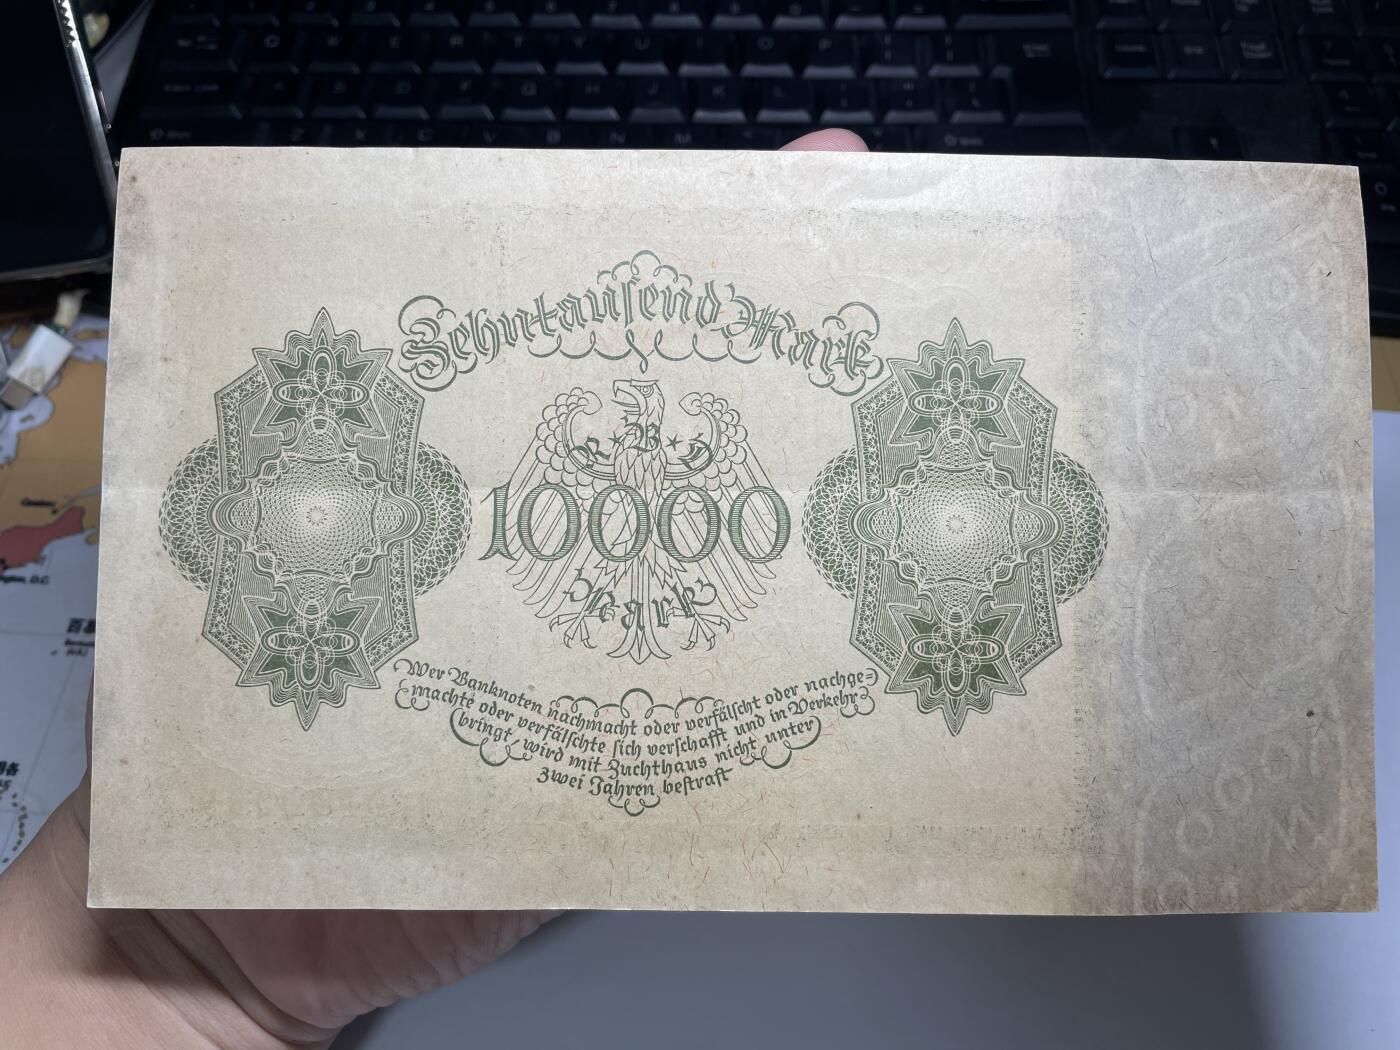 Zehntausend Mark
R * B * D
10000
Mark
Wer Banknoten nachmacht oder verfälscht oder nachge=
machte oder verfälschte sich verschafft und in Verkehr
bringt, wird mit Zuchthaus nicht unter
zwei Jahren bestraft